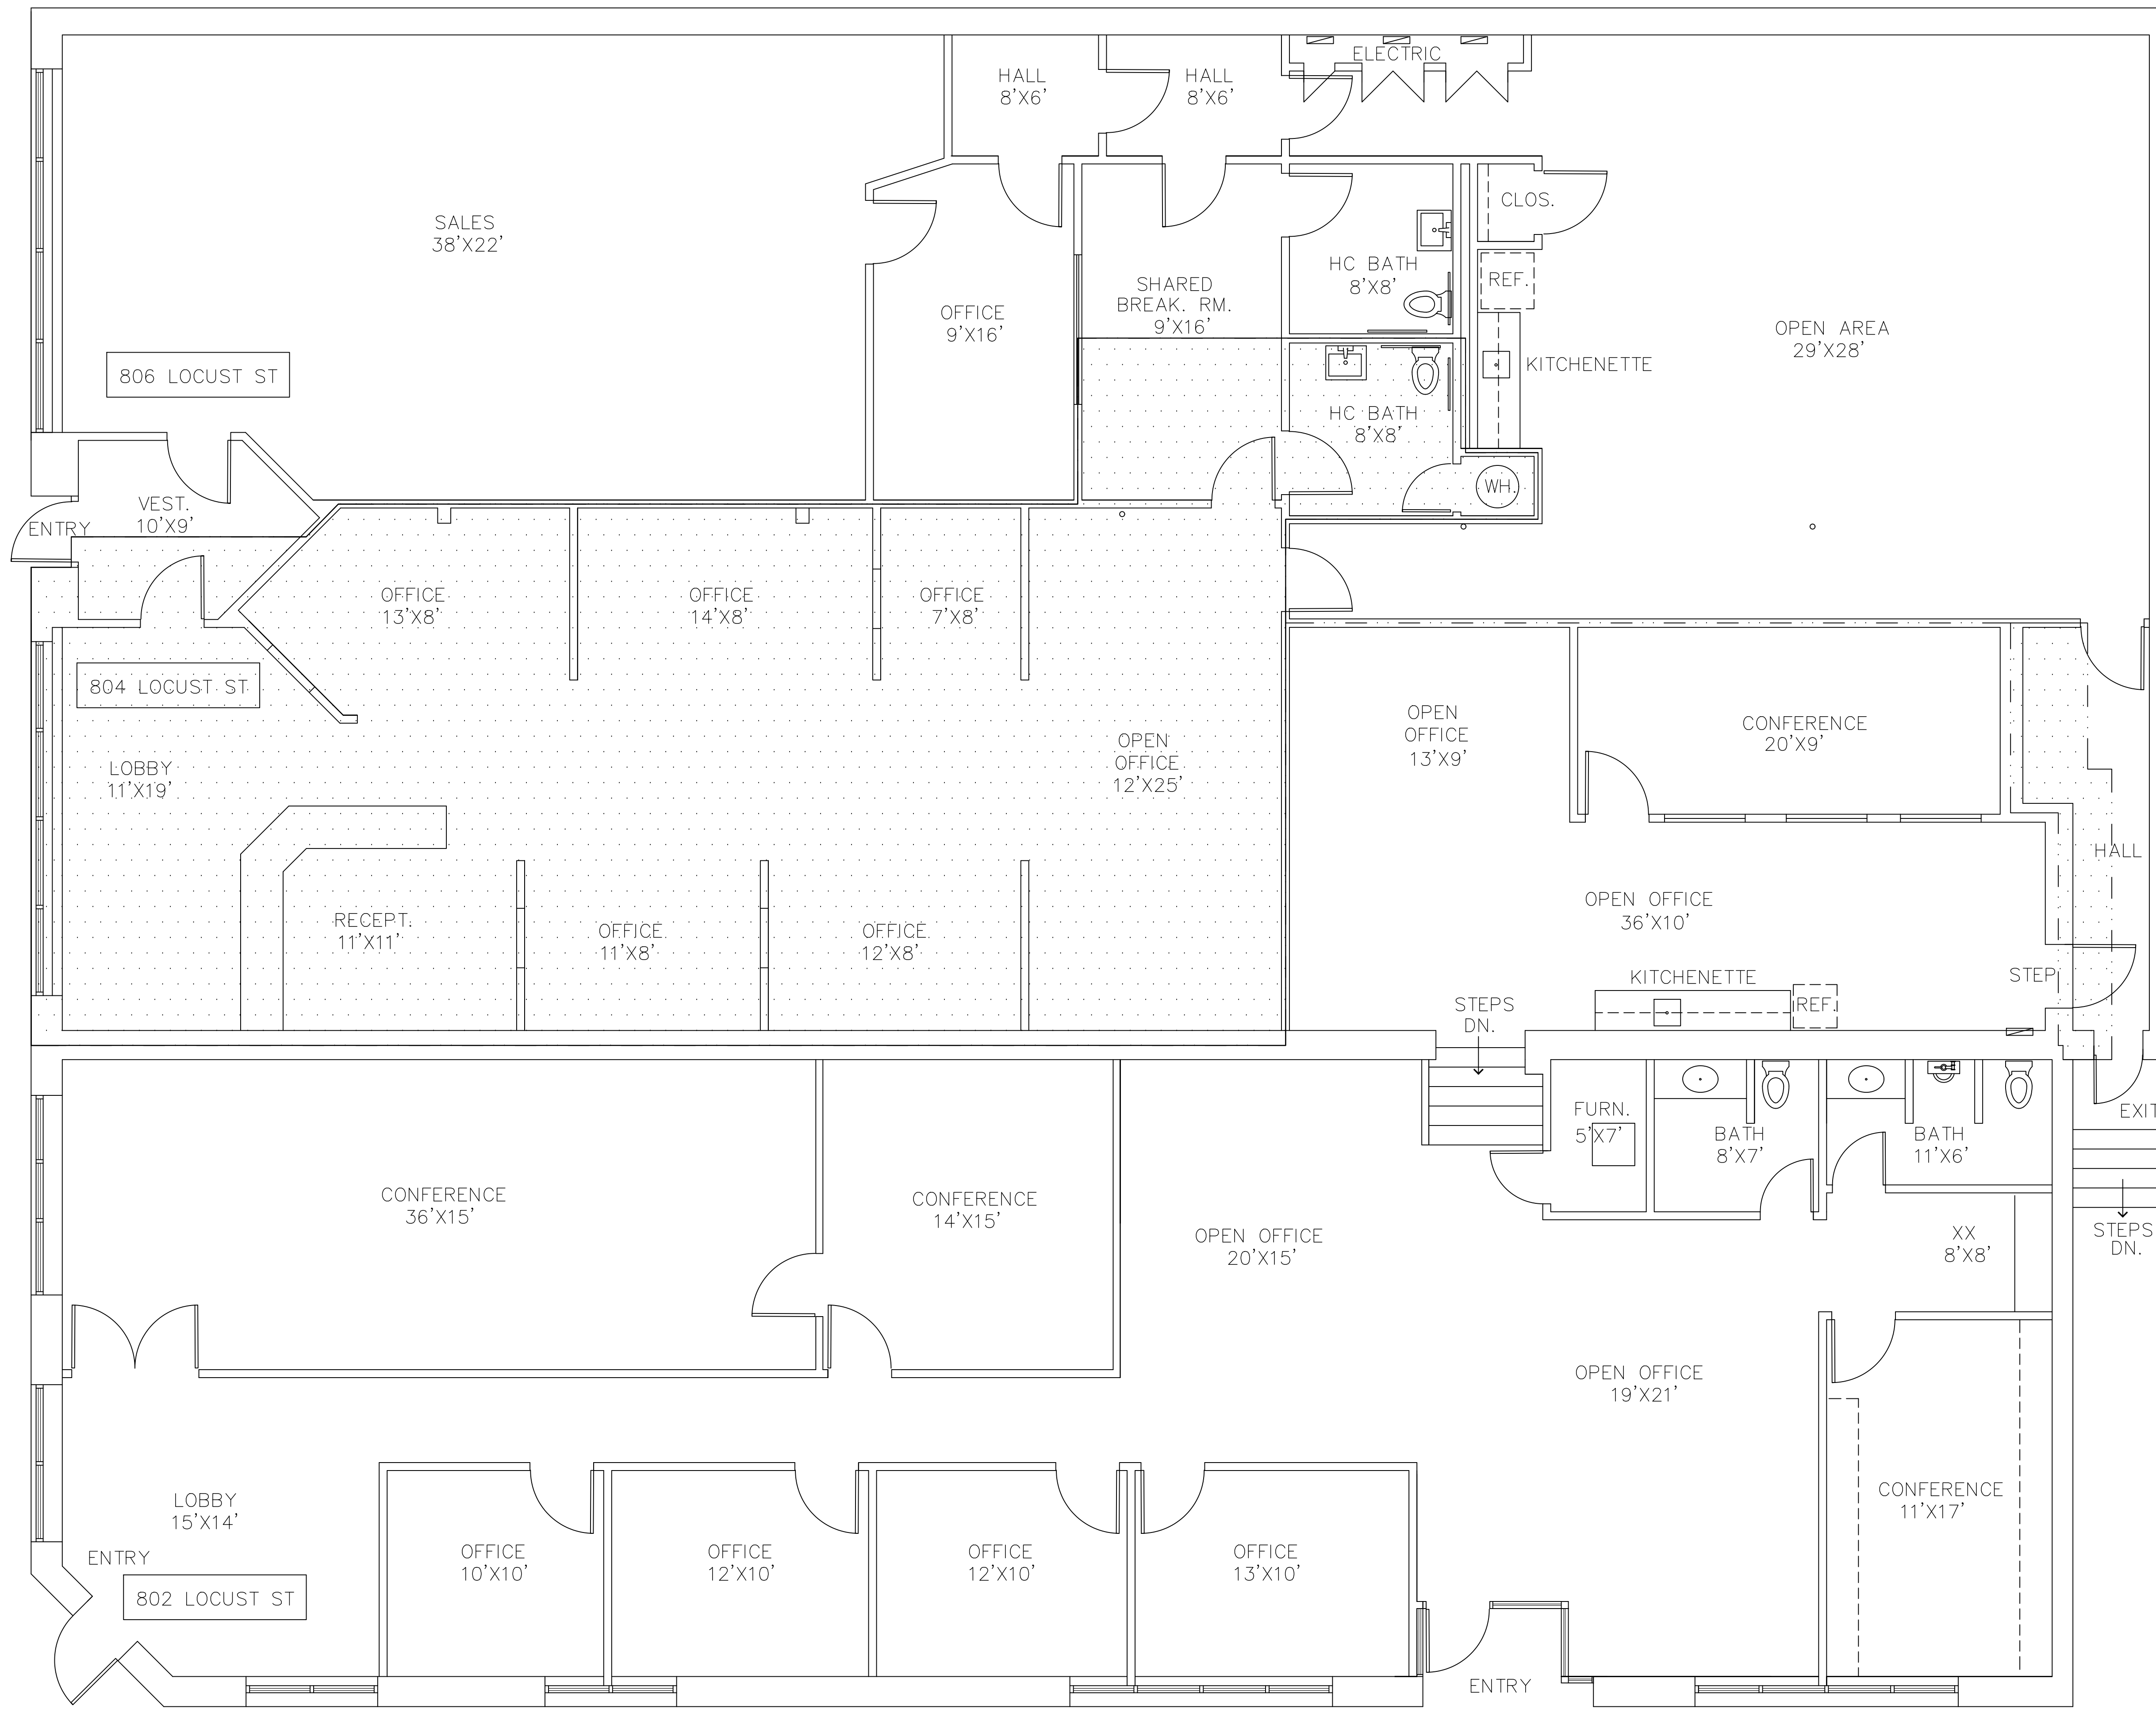 ELECTRIC
HALL
8'X6'
HALL
8'X6'
SALES
38'X22'
CLOS.
HC BATH
8'X8'
REF.
SHARED
BREAK. RM.
9'X16'
OFFICE
9'X16'
OPEN AREA
29'X28'
KITCHENETTE
806 LOCUST ST
HC BATH
8'X8'
WH.
VEST.
10'X9'
ENTRY
OFFICE
13'X8'
OFFICE
14'X8'
OFFICE
7'X8'
804 LOCUST ST
LOBBY
11'X19'
OPEN
OFFICE
12'X25'
OPEN
OFFICE
13'X9'
CONFERENCE
20'X9'
HALL
RECEPT.
11'X11'
OFFICE
11'X8'
OFFICE
12'X8'
OPEN OFFICE
36'X10'
KITCHENETTE
REF.
STEP
STEPS
DN.
FURN.
5'X7'
BATH
8'X7'
BATH
11'X6'
EXIT
CONFERENCE
36'X15'
CONFERENCE
14'X15'
OPEN OFFICE
20'X15'
XX
8'X8'
STEPS
DN.
OPEN OFFICE
19'X21'
LOBBY
15'X14'
ENTRY
802 LOCUST ST
OFFICE
10'X10'
OFFICE
12'X10'
OFFICE
12'X10'
OFFICE
13'X10'
CONFERENCE
11'X17'
ENTRY